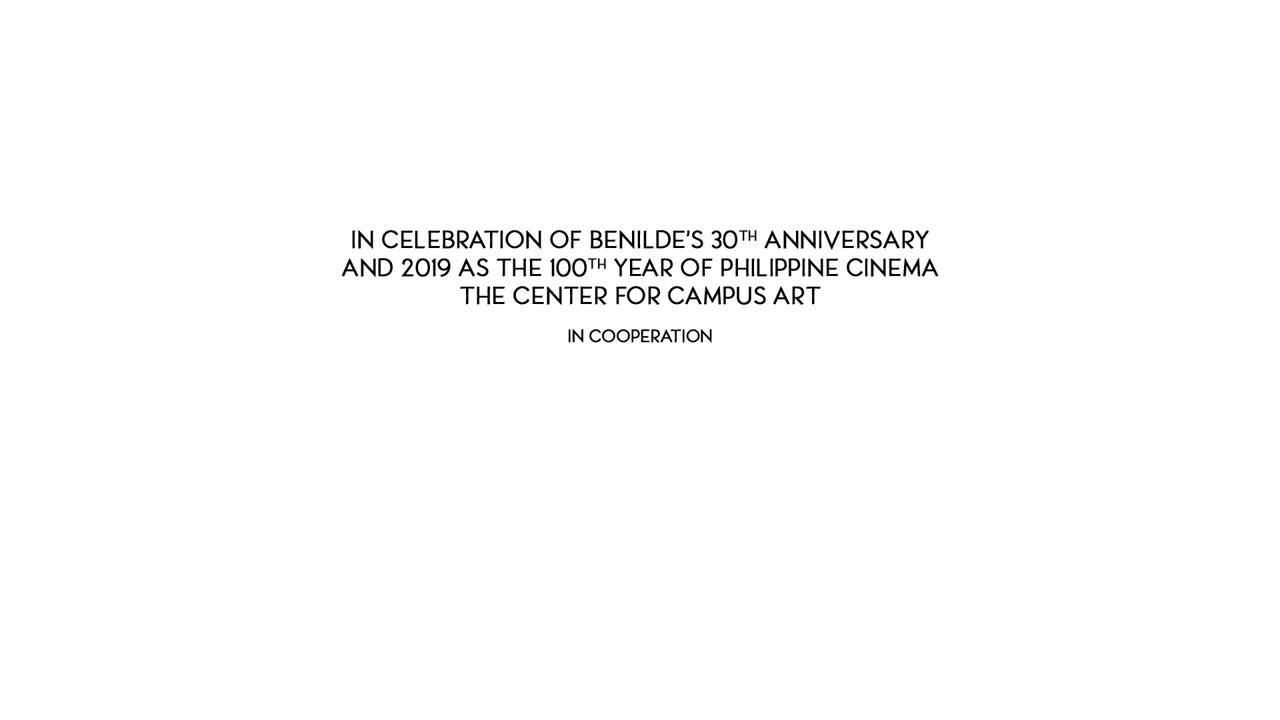 IN CELEBRATION OF BENILDE'S 30TH ANNIVERSARY
AND 2019 AS THE 100TH YEAR OF PHILIPPINE CINEMA
THE CENTER FOR CAMPUS ART
IN COOPERATION